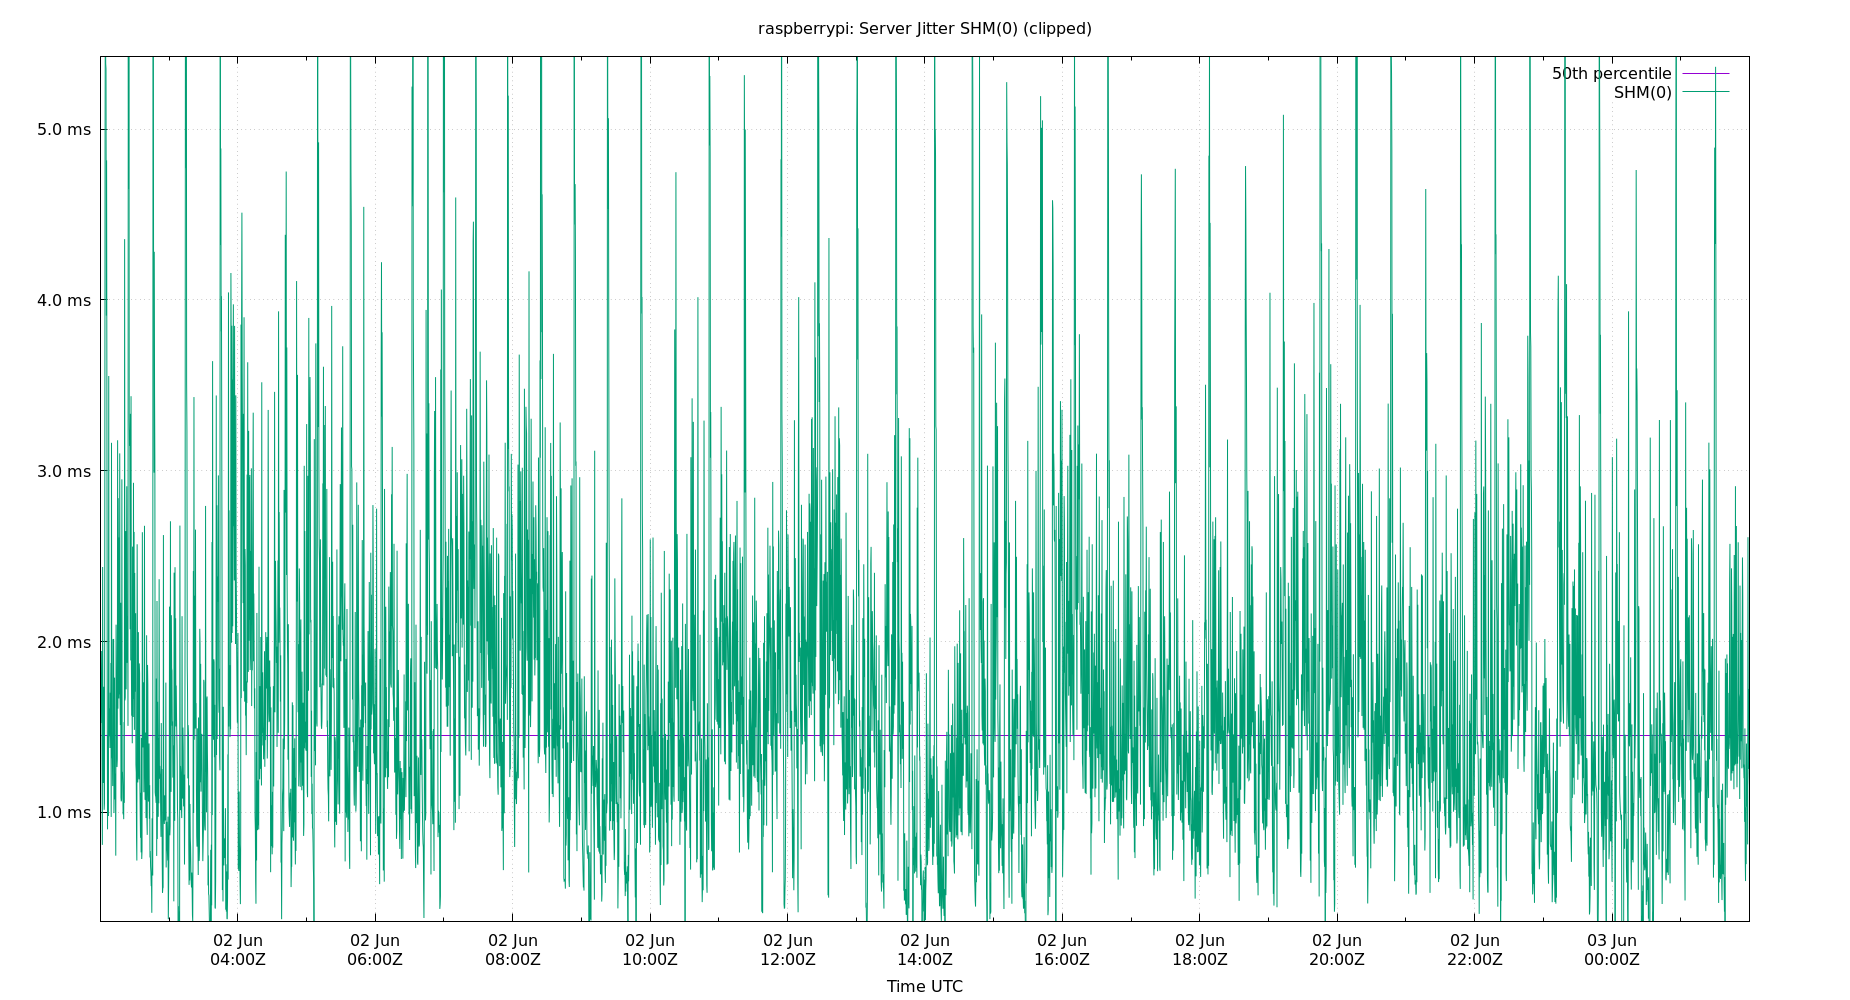 raspberrypi: Server Jitter SHM(0) (clipped)
50th percentile
SHM(0)
5.0 ms
4.0 ms
3.0 ms
2.0 ms
1.0 ms
02 Jun 02 Jun 02 Jun 02 Jun 02 Jun 02 Jun 02 Jun 02 Jun 02 Jun 02 Jun 03 Jun
04:00Z 06:00Z 08:00Z 10:00Z 12:00Z 14:00Z 16:00Z 18:00Z 20:00Z 22:00Z 00:00Z
Time UTC